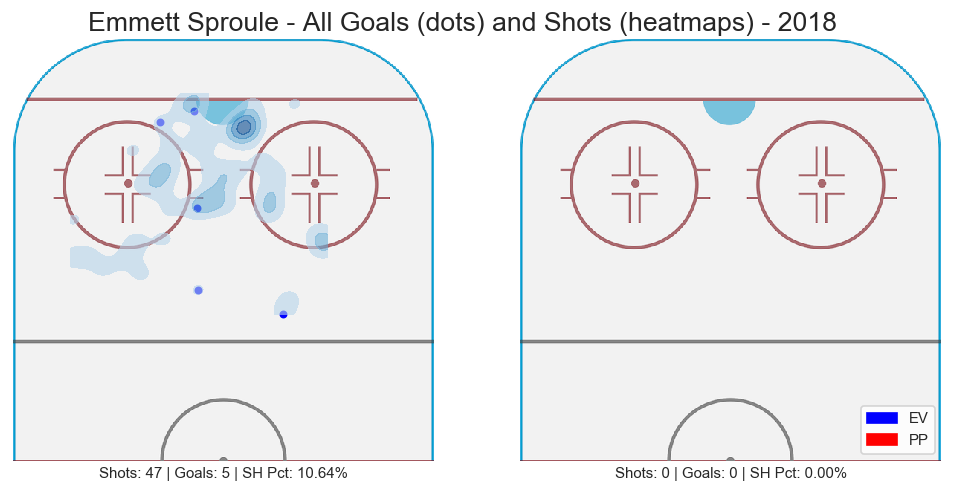 Emmett Sproule - All Goals (dots) and Shots (heatmaps) - 2018
EV
PP
Shots: 47 | Goals: 5 | SH Pct: 10.64%
Shots: 0 | Goals: 0 | SH Pct: 0.00%